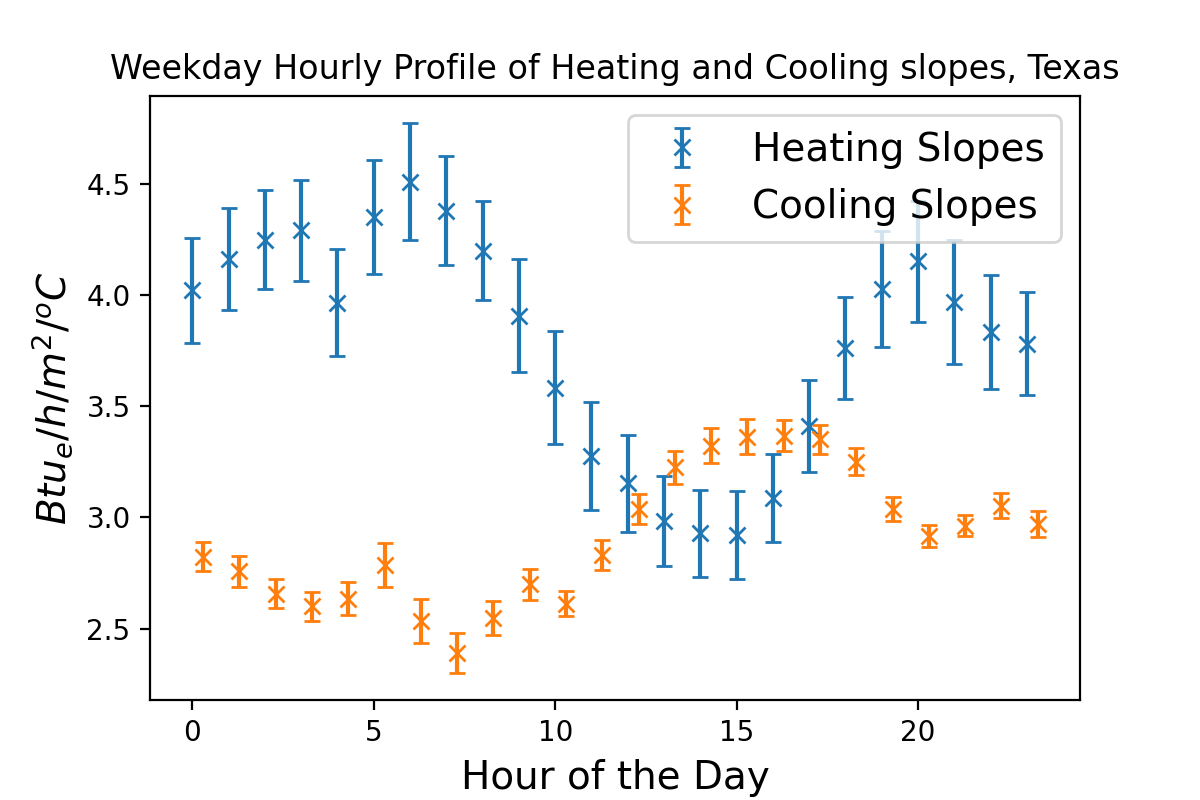 Weekday Hourly Profile of Heating and Cooling slopes, Texas
Heating Slopes
Cooling Slopes
4.5
4.0
3.5
3.0
2.5
Btu_e/h/m^2/^oC
0 5 10 15 20
Hour of the Day